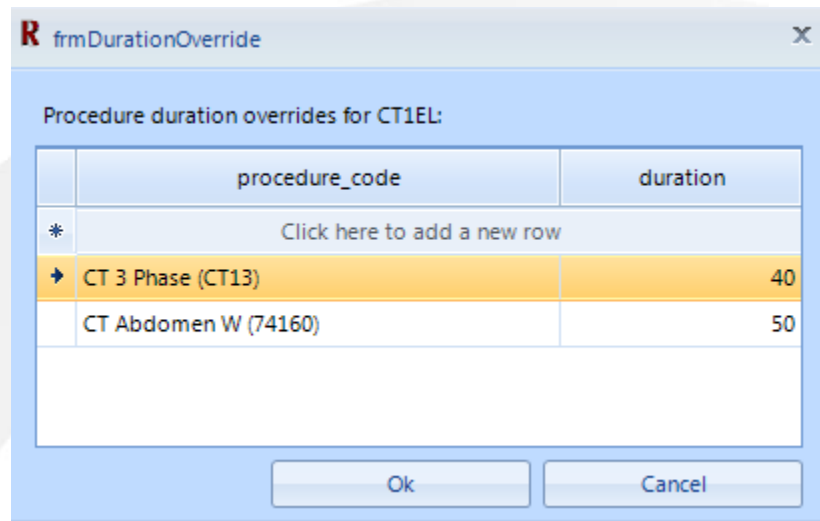 R frmDurationOverride x
Procedure duration overrides for CT1EL:
procedure_code duration
* Click here to add a new row
CT 3 Phase (CT13) 40
CT Abdomen W (74160) 50
Ok Cancel